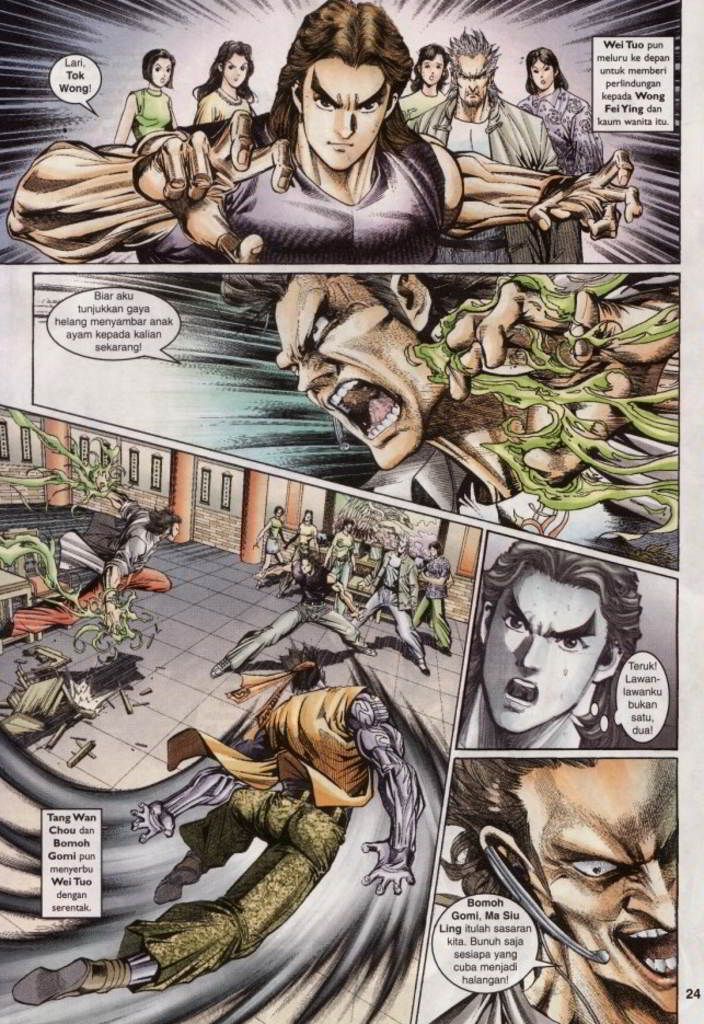 Lari,
Tok
Wong!
Wei Tuo pun
meluru ke depan
untuk memberi
perlindungan
kepada Wong
Fei Ying dan
kaum wanita itu.
Biar aku
tunjukkan gaya
helang menyambar anak
ayam kepada kalian
sekarang!
Teruk!
Lawan-
lawanku
bukan
satu,
dua!
Tang Wan
Chou dan
Bomoh
Gomi pun
menyerbu
Wei Tuo
dengan
serentak.
Bomoh
Gomi, Ma Siu
Ling itulah sasaran
kita. Bunuh saja
sesiapa yang
cuba menjadi
halangan!
24